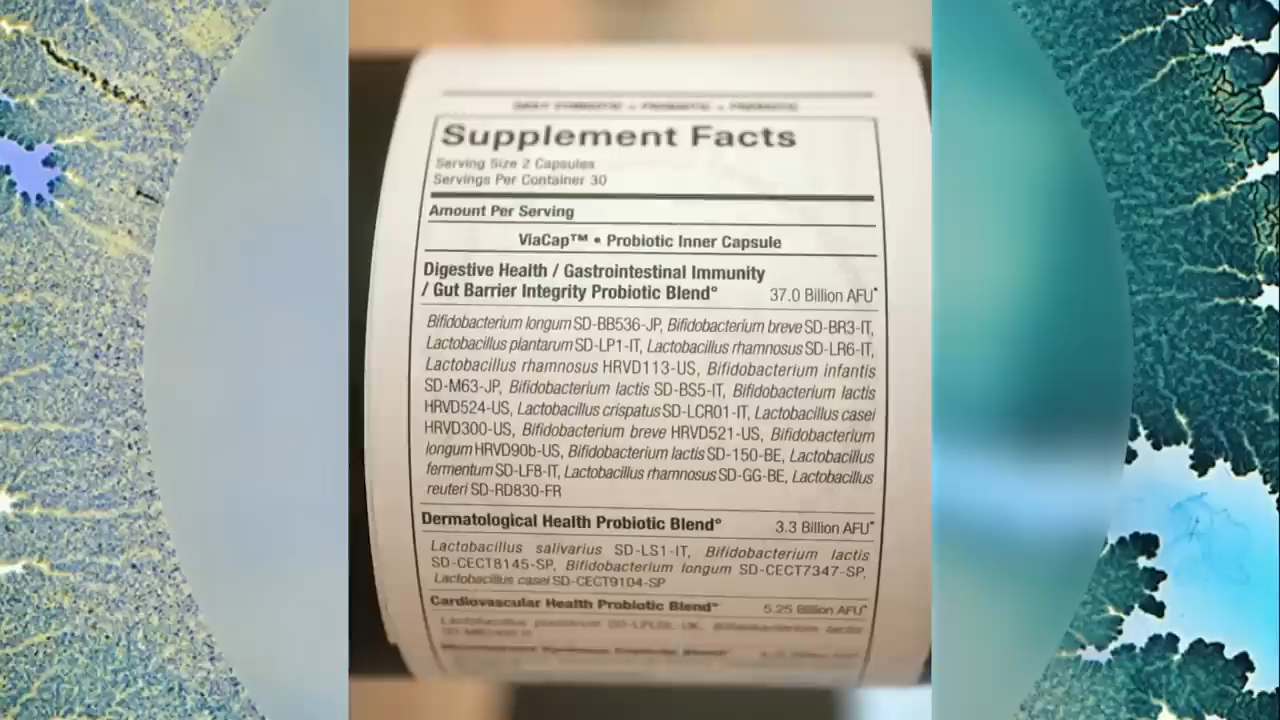 Supplement Facts
Serving Size 2 Capsules
Servings Per Container 30
Amount Per Serving
ViaCap™ • Probiotic Inner Capsule
Digestive Health / Gastrointestinal Immunity
/ Gut Barrier Integrity Probiotic Blend° 37.0 Billion AFU*
Bifidobacterium longum SD-BB536-JP, Bifidobacterium breve SD-BR3-IT,
Lactobacillus plantarum SD-LP1-IT, Lactobacillus rhamnosus SD-LR6-IT,
Lactobacillus rhamnosus HRVD113-US, Bifidobacterium infantis
SD-M63-JP, Bifidobacterium lactis SD-BS5-IT, Bifidobacterium lactis
HRVD524-US, Lactobacillus crispatus SD-LCR01-IT, Lactobacillus casei
HRVD300-US, Bifidobacterium breve HRVD521-US, Bifidobacterium
longum HRVD90b-US, Bifidobacterium lactis SD-150-BE, Lactobacillus
fermentum SD-LF8-IT, Lactobacillus rhamnosus SD-GG-BE, Lactobacillus
reuteri SD-RD830-FR
Dermatological Health Probiotic Blend° 3.3 Billion AFU*
Lactobacillus salivarius SD-LS1-IT, Bifidobacterium lactis
SD-CECT8145-SP, Bifidobacterium longum SD-CECT7347-SP,
Lactobacillus casei SD-CECT9104-SP
Cardiovascular Health Probiotic Blend° 5.25 Billion AFU*